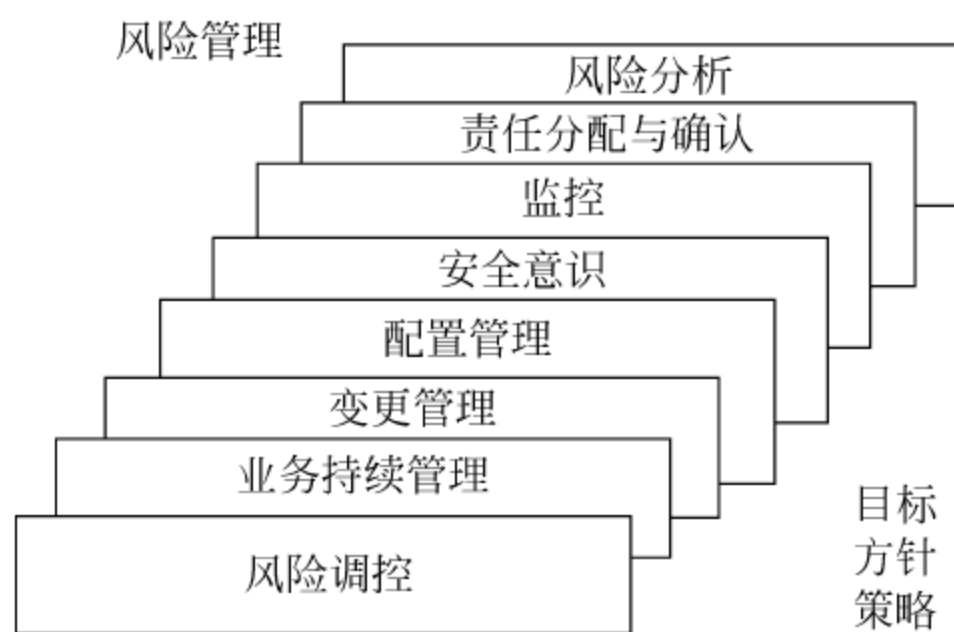 风险管理
风险分析
责任分配与确认
监控
安全意识
配置管理
变更管理
业务持续管理
风险调控
目标
方针
策略